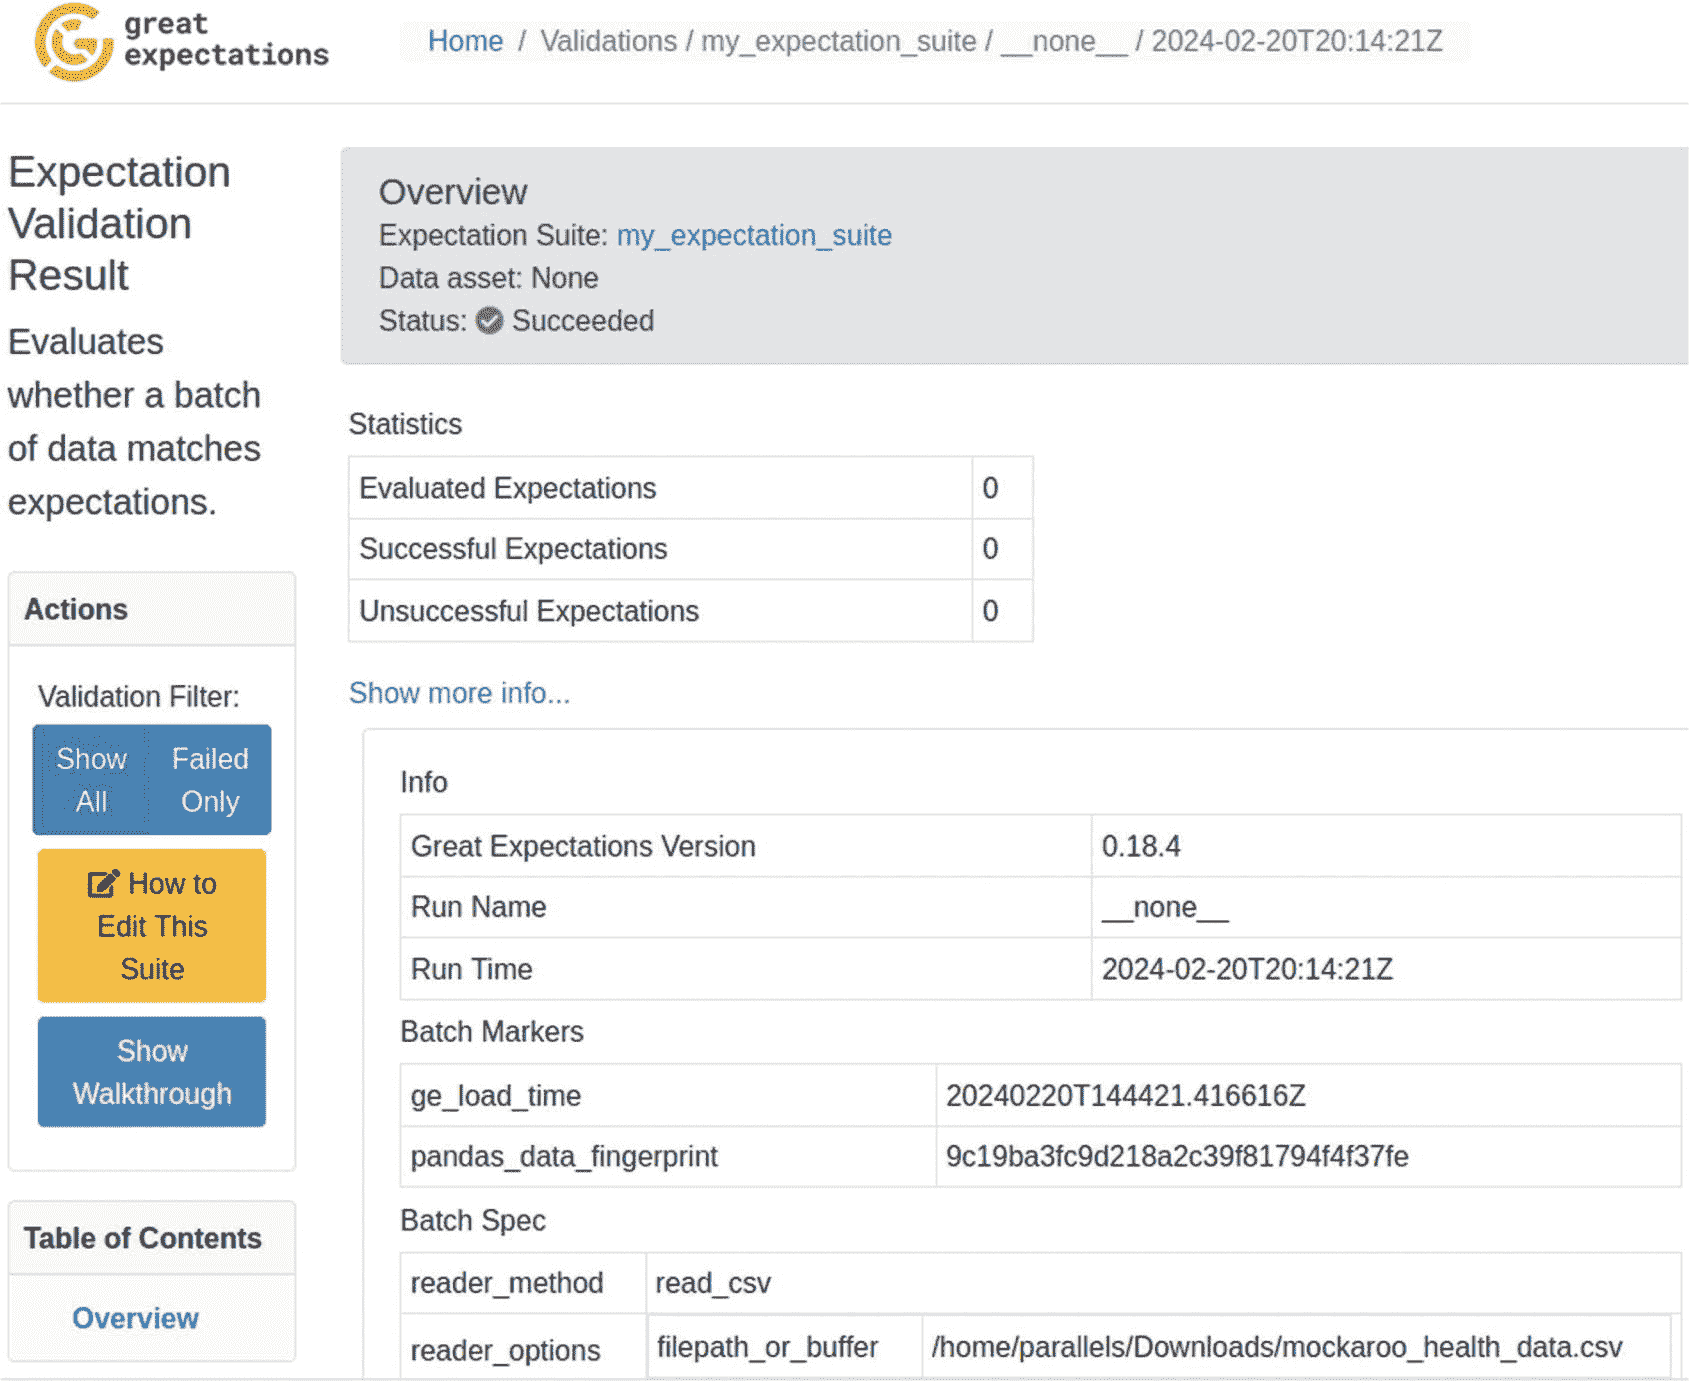 great
expectations
Home / Validations / my_expectation_suite / __none__ / 2024-02-20T20:14:21Z
Expectation
Validation
Result
Evaluates
whether a batch
of data matches
expectations.
Actions
Validation Filter:
Show
All
Failed
Only
How to
Edit This
Suite
Show
Walkthrough
Table of Contents
Overview
Overview
Expectation Suite: my_expectation_suite
Data asset: None
Status: Succeeded
Statistics
Evaluated Expectations 0
Successful Expectations 0
Unsuccessful Expectations 0
Show more info...
Info
Great Expectations Version 0.18.4
Run Name __none__
Run Time 2024-02-20T20:14:21Z
Batch Markers
ge_load_time 20240220T144421.416616Z
pandas_data_fingerprint 9c19ba3fc9d218a2c39f81794f4f37fe
Batch Spec
reader_method read_csv
reader_options filepath_or_buffer /home/parallels/Downloads/mockaroo_health_data.csv